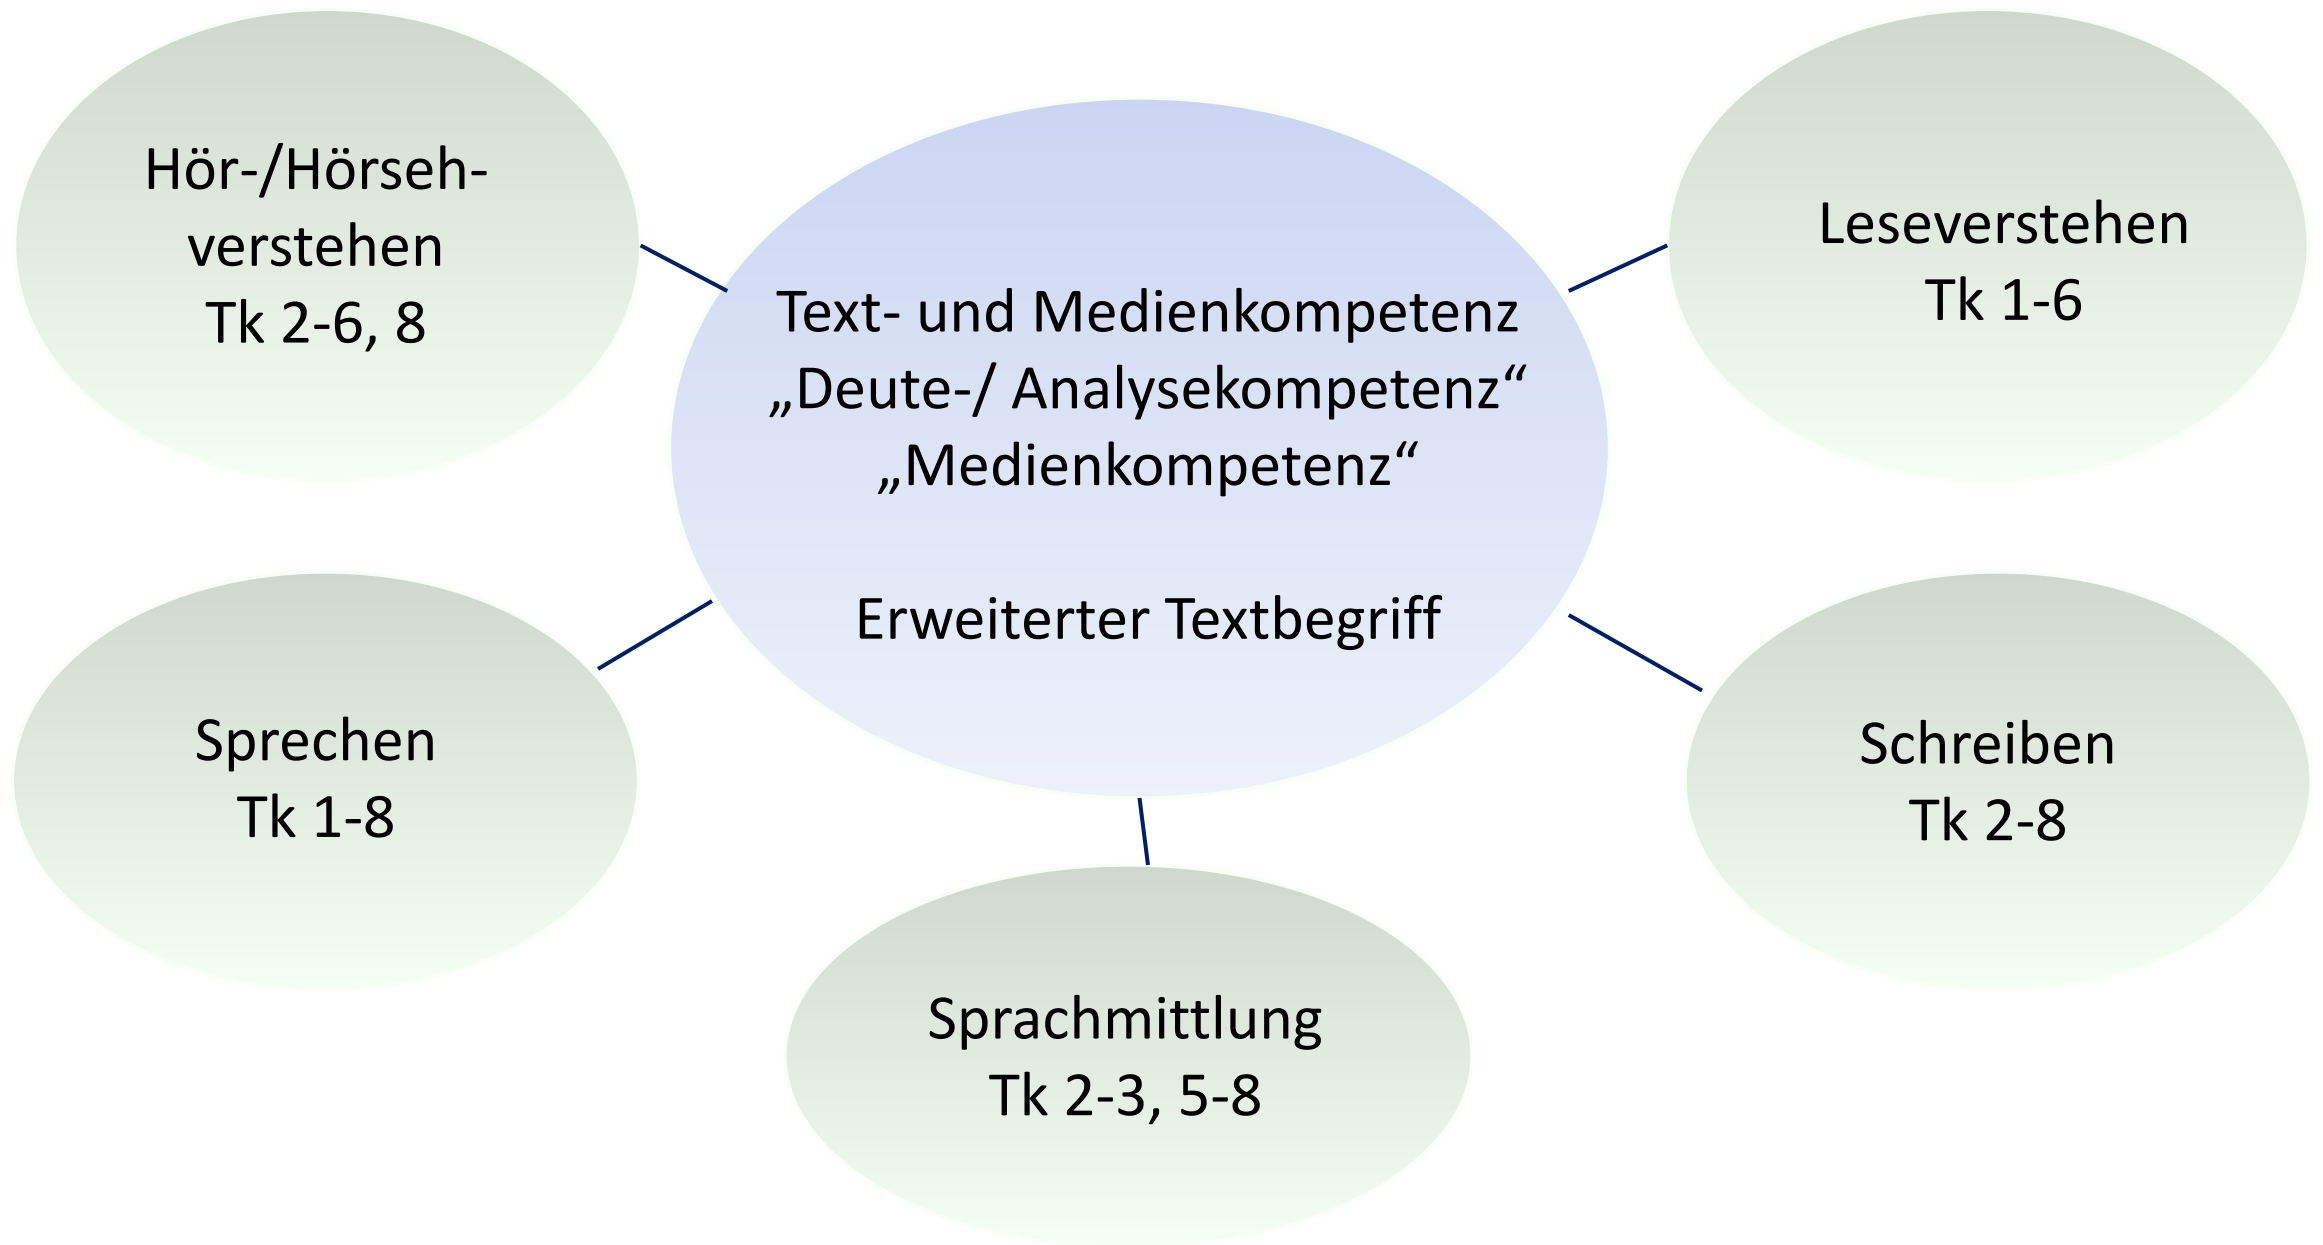 Hör-/Hörseh-
verstehen
Tk 2-6, 8
Leseverstehen
Tk 1-6
Text- und Medienkompetenz
„Deute-/ Analysekompetenz“
„Medienkompetenz“
Erweiterter Textbegriff
Sprechen
Tk 1-8
Schreiben
Tk 2-8
Sprachmittlung
Tk 2-3, 5-8